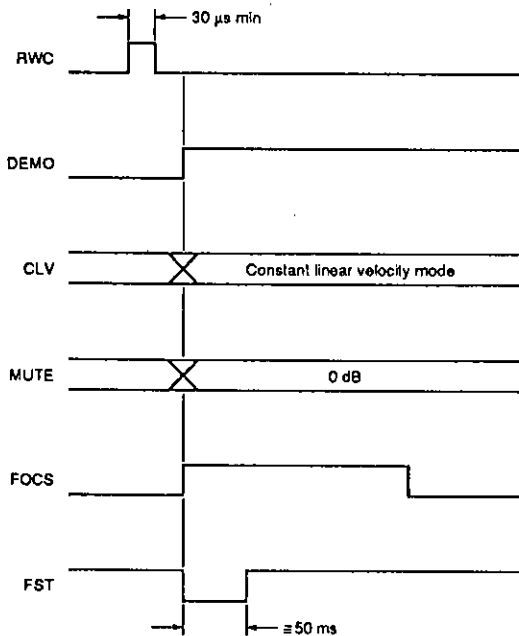 30 µs min
RWC
DEMO
CLV
Constant linear velocity mode
MUTE
0 dB
FOCS
FST
≅50 ms